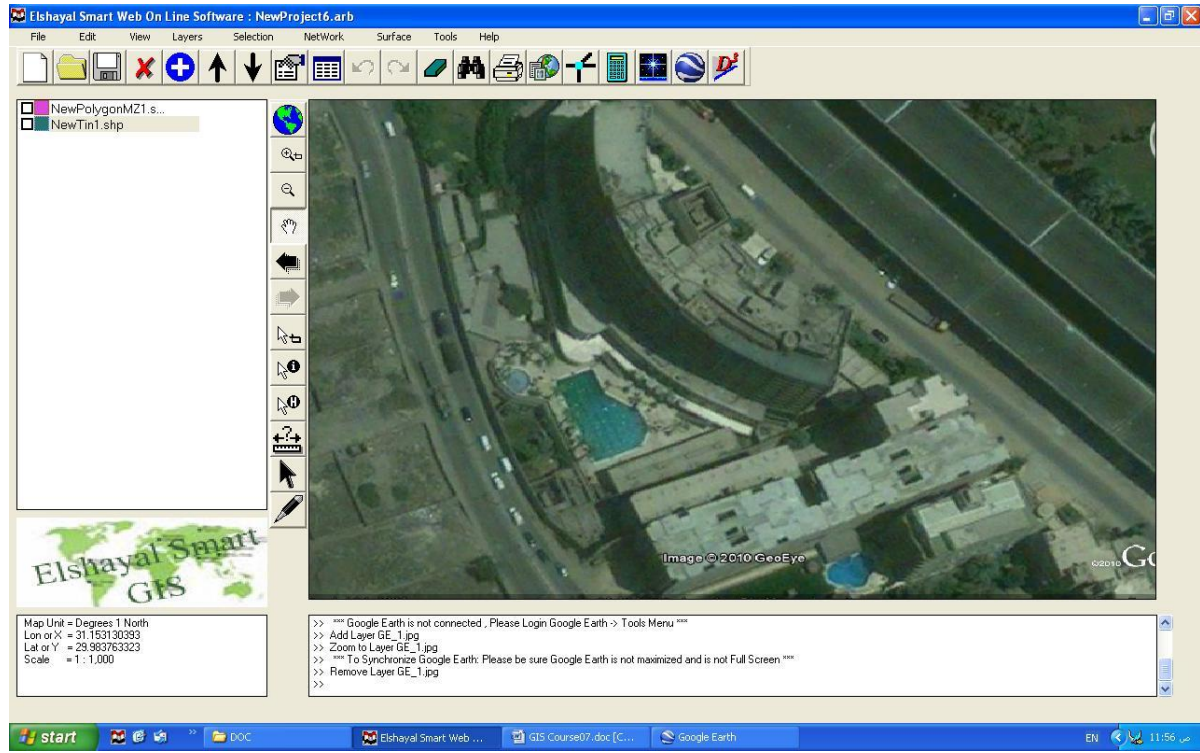 Elshayal Smart Web On Line Software : NewProject6.arb
File Edit View Layers Selection NetWork Surface Tools Help
NewPolygonMZ1.s...
NewTin1.shp
Image © 2010 GeoEye
©2010 Go
Elshayal Smart
GIS
Map Unit = Degrees 1 North
Lon or X = 31.153130393
Lat or Y = 29.983763323
Scale = 1 : 1,000
>> *** Google Earth is not connected , Please Login Google Earth -> Tools Menu ***
>> Add Layer GE_1.jpg
>> Zoom to Layer GE_1.jpg
>> *** To Synchronize Google Earth: Please be sure Google Earth is not maximized and is not Full Screen ***
>> Remove Layer GE_1.jpg
>>
start DOC Elshayal Smart Web ... GIS Course07.doc [C... Google Earth EN 11:56 ص